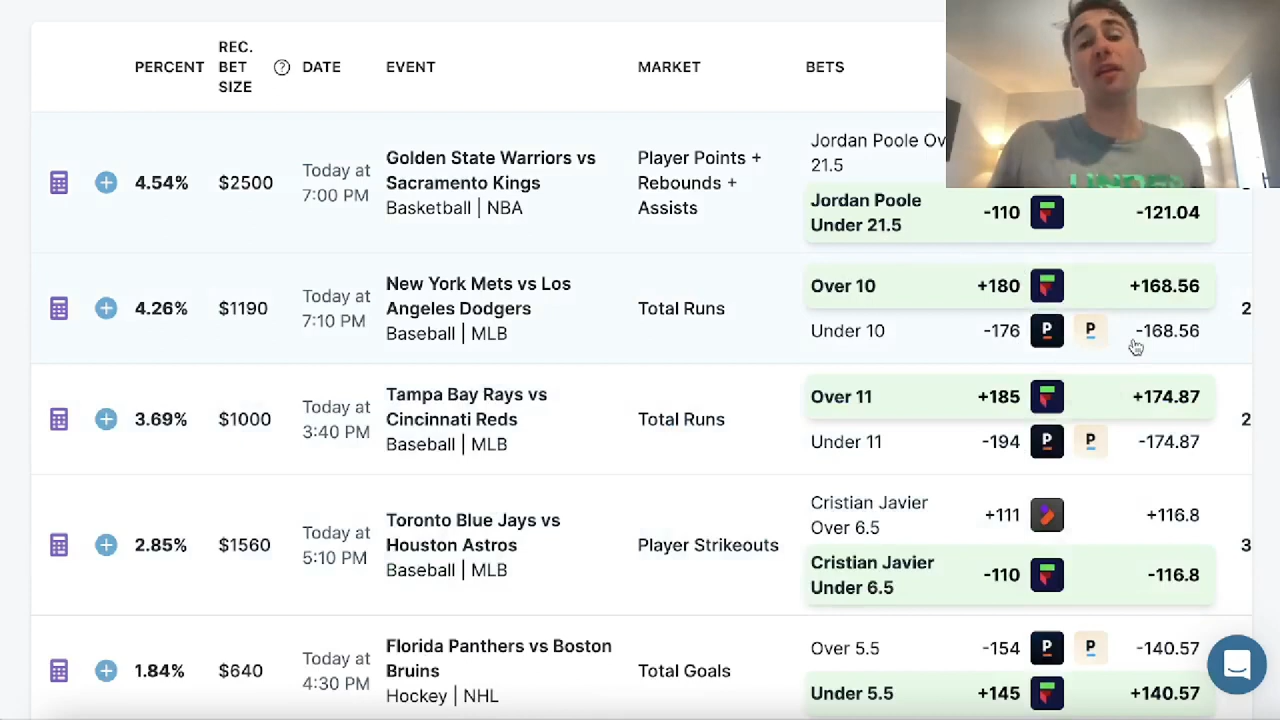 PERCENT
REC.
BET
SIZE
?
DATE
EVENT
MARKET
BETS
4.54%
$2500
Today at
7:00 PM
Golden State Warriors vs
Sacramento Kings
Basketball | NBA
Player Points +
Rebounds +
Assists
Jordan Poole Ov
21.5
Jordan Poole
Under 21.5
-110
-121.04
UNDER
4.26%
$1190
Today at
7:10 PM
New York Mets vs Los
Angeles Dodgers
Baseball | MLB
Total Runs
Over 10
+180
+168.56
Under 10
-176
P
P
-168.56
2
3.69%
$1000
Today at
3:40 PM
Tampa Bay Rays vs
Cincinnati Reds
Baseball | MLB
Total Runs
Over 11
+185
+174.87
Under 11
-194
P
P
-174.87
2
2.85%
$1560
Today at
5:10 PM
Toronto Blue Jays vs
Houston Astros
Baseball | MLB
Player Strikeouts
Cristian Javier
Over 6.5
+111
+116.8
Cristian Javier
Under 6.5
-110
-116.8
3
1.84%
$640
Today at
4:30 PM
Florida Panthers vs Boston
Bruins
Hockey | NHL
Total Goals
Over 5.5
-154
P
P
-140.57
Under 5.5
+145
+140.57